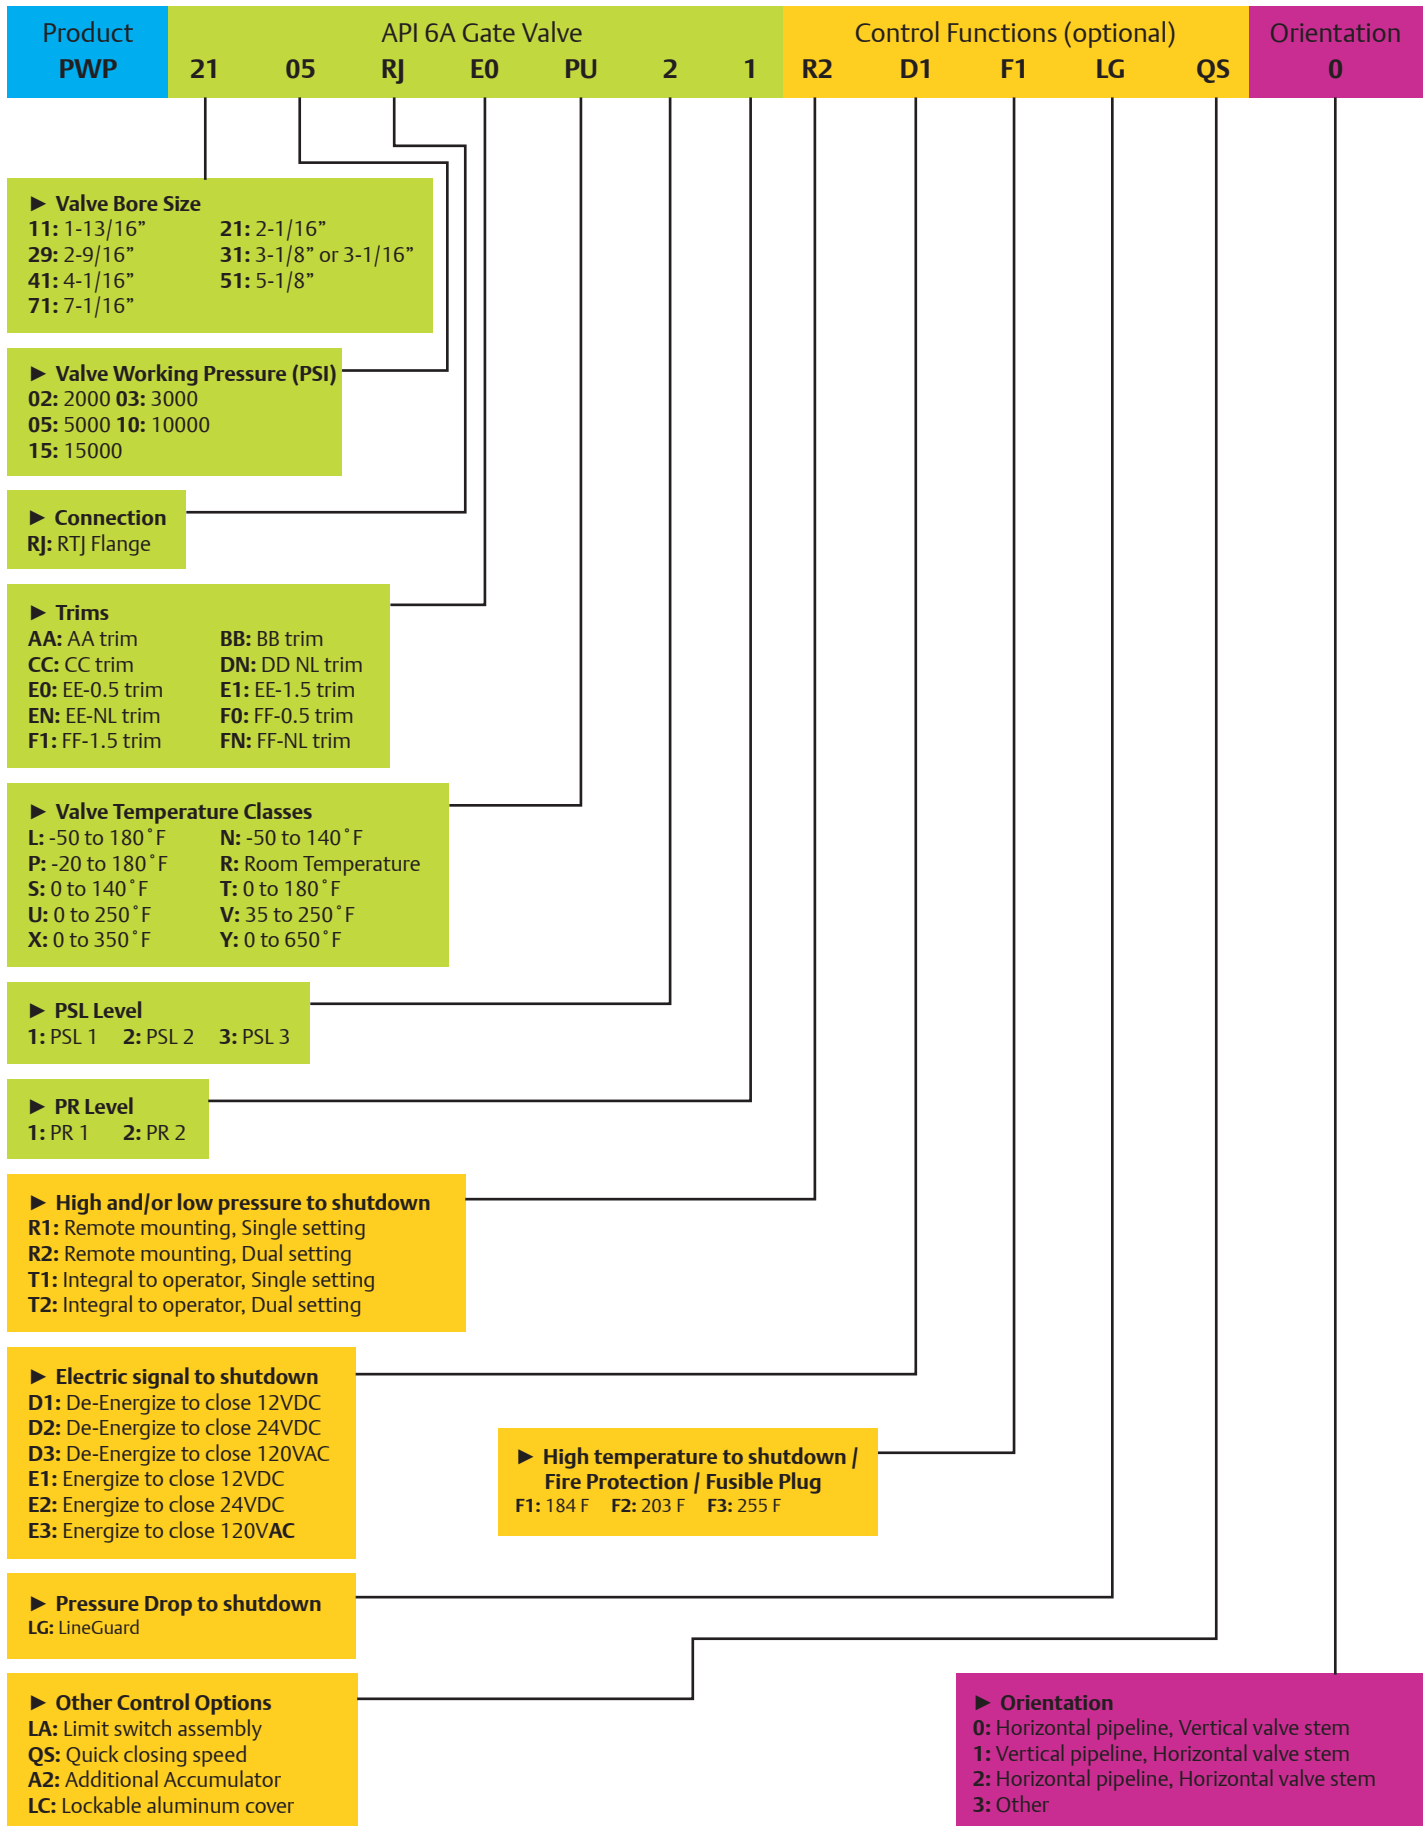 Product API 6A Gate Valve Control Functions (optional) Orientation
PWP 21 05 RJ E0 PU 2 1 R2 D1 F1 LG QS 0
► Valve Bore Size
11: 1-13/16” 21: 2-1/16”
29: 2-9/16” 31: 3-1/8” or 3-1/16”
41: 4-1/16” 51: 5-1/8”
71: 7-1/16”
► Valve Working Pressure (PSI)
02: 2000 03: 3000
05: 5000 10: 10000
15: 15000
► Connection
RJ: RTJ Flange
► Trims
AA: AA trim BB: BB trim
CC: CC trim DN: DD NL trim
E0: EE-0.5 trim E1: EE-1.5 trim
EN: EE-NL trim F0: FF-0.5 trim
F1: FF-1.5 trim FN: FF-NL trim
► Valve Temperature Classes
L: -50 to 180˚F N: -50 to 140˚F
P: -20 to 180˚F R: Room Temperature
S: 0 to 140˚F T: 0 to 180˚F
U: 0 to 250˚F V: 35 to 250˚F
X: 0 to 350˚F Y: 0 to 650˚F
► PSL Level
1: PSL 1 2: PSL 2 3: PSL 3
► PR Level
1: PR 1 2: PR 2
► High and/or low pressure to shutdown
R1: Remote mounting, Single setting
R2: Remote mounting, Dual setting
T1: Integral to operator, Single setting
T2: Integral to operator, Dual setting
► Electric signal to shutdown
D1: De-Energize to close 12VDC
D2: De-Energize to close 24VDC
D3: De-Energize to close 120VAC
E1: Energize to close 12VDC
E2: Energize to close 24VDC
E3: Energize to close 120VAC
► High temperature to shutdown /
Fire Protection / Fusible Plug
F1: 184 F F2: 203 F F3: 255 F
► Pressure Drop to shutdown
LG: LineGuard
► Other Control Options
LA: Limit switch assembly
QS: Quick closing speed
A2: Additional Accumulator
LC: Lockable aluminum cover
► Orientation
0: Horizontal pipeline, Vertical valve stem
1: Vertical pipeline, Horizontal valve stem
2: Horizontal pipeline, Horizontal valve stem
3: Other